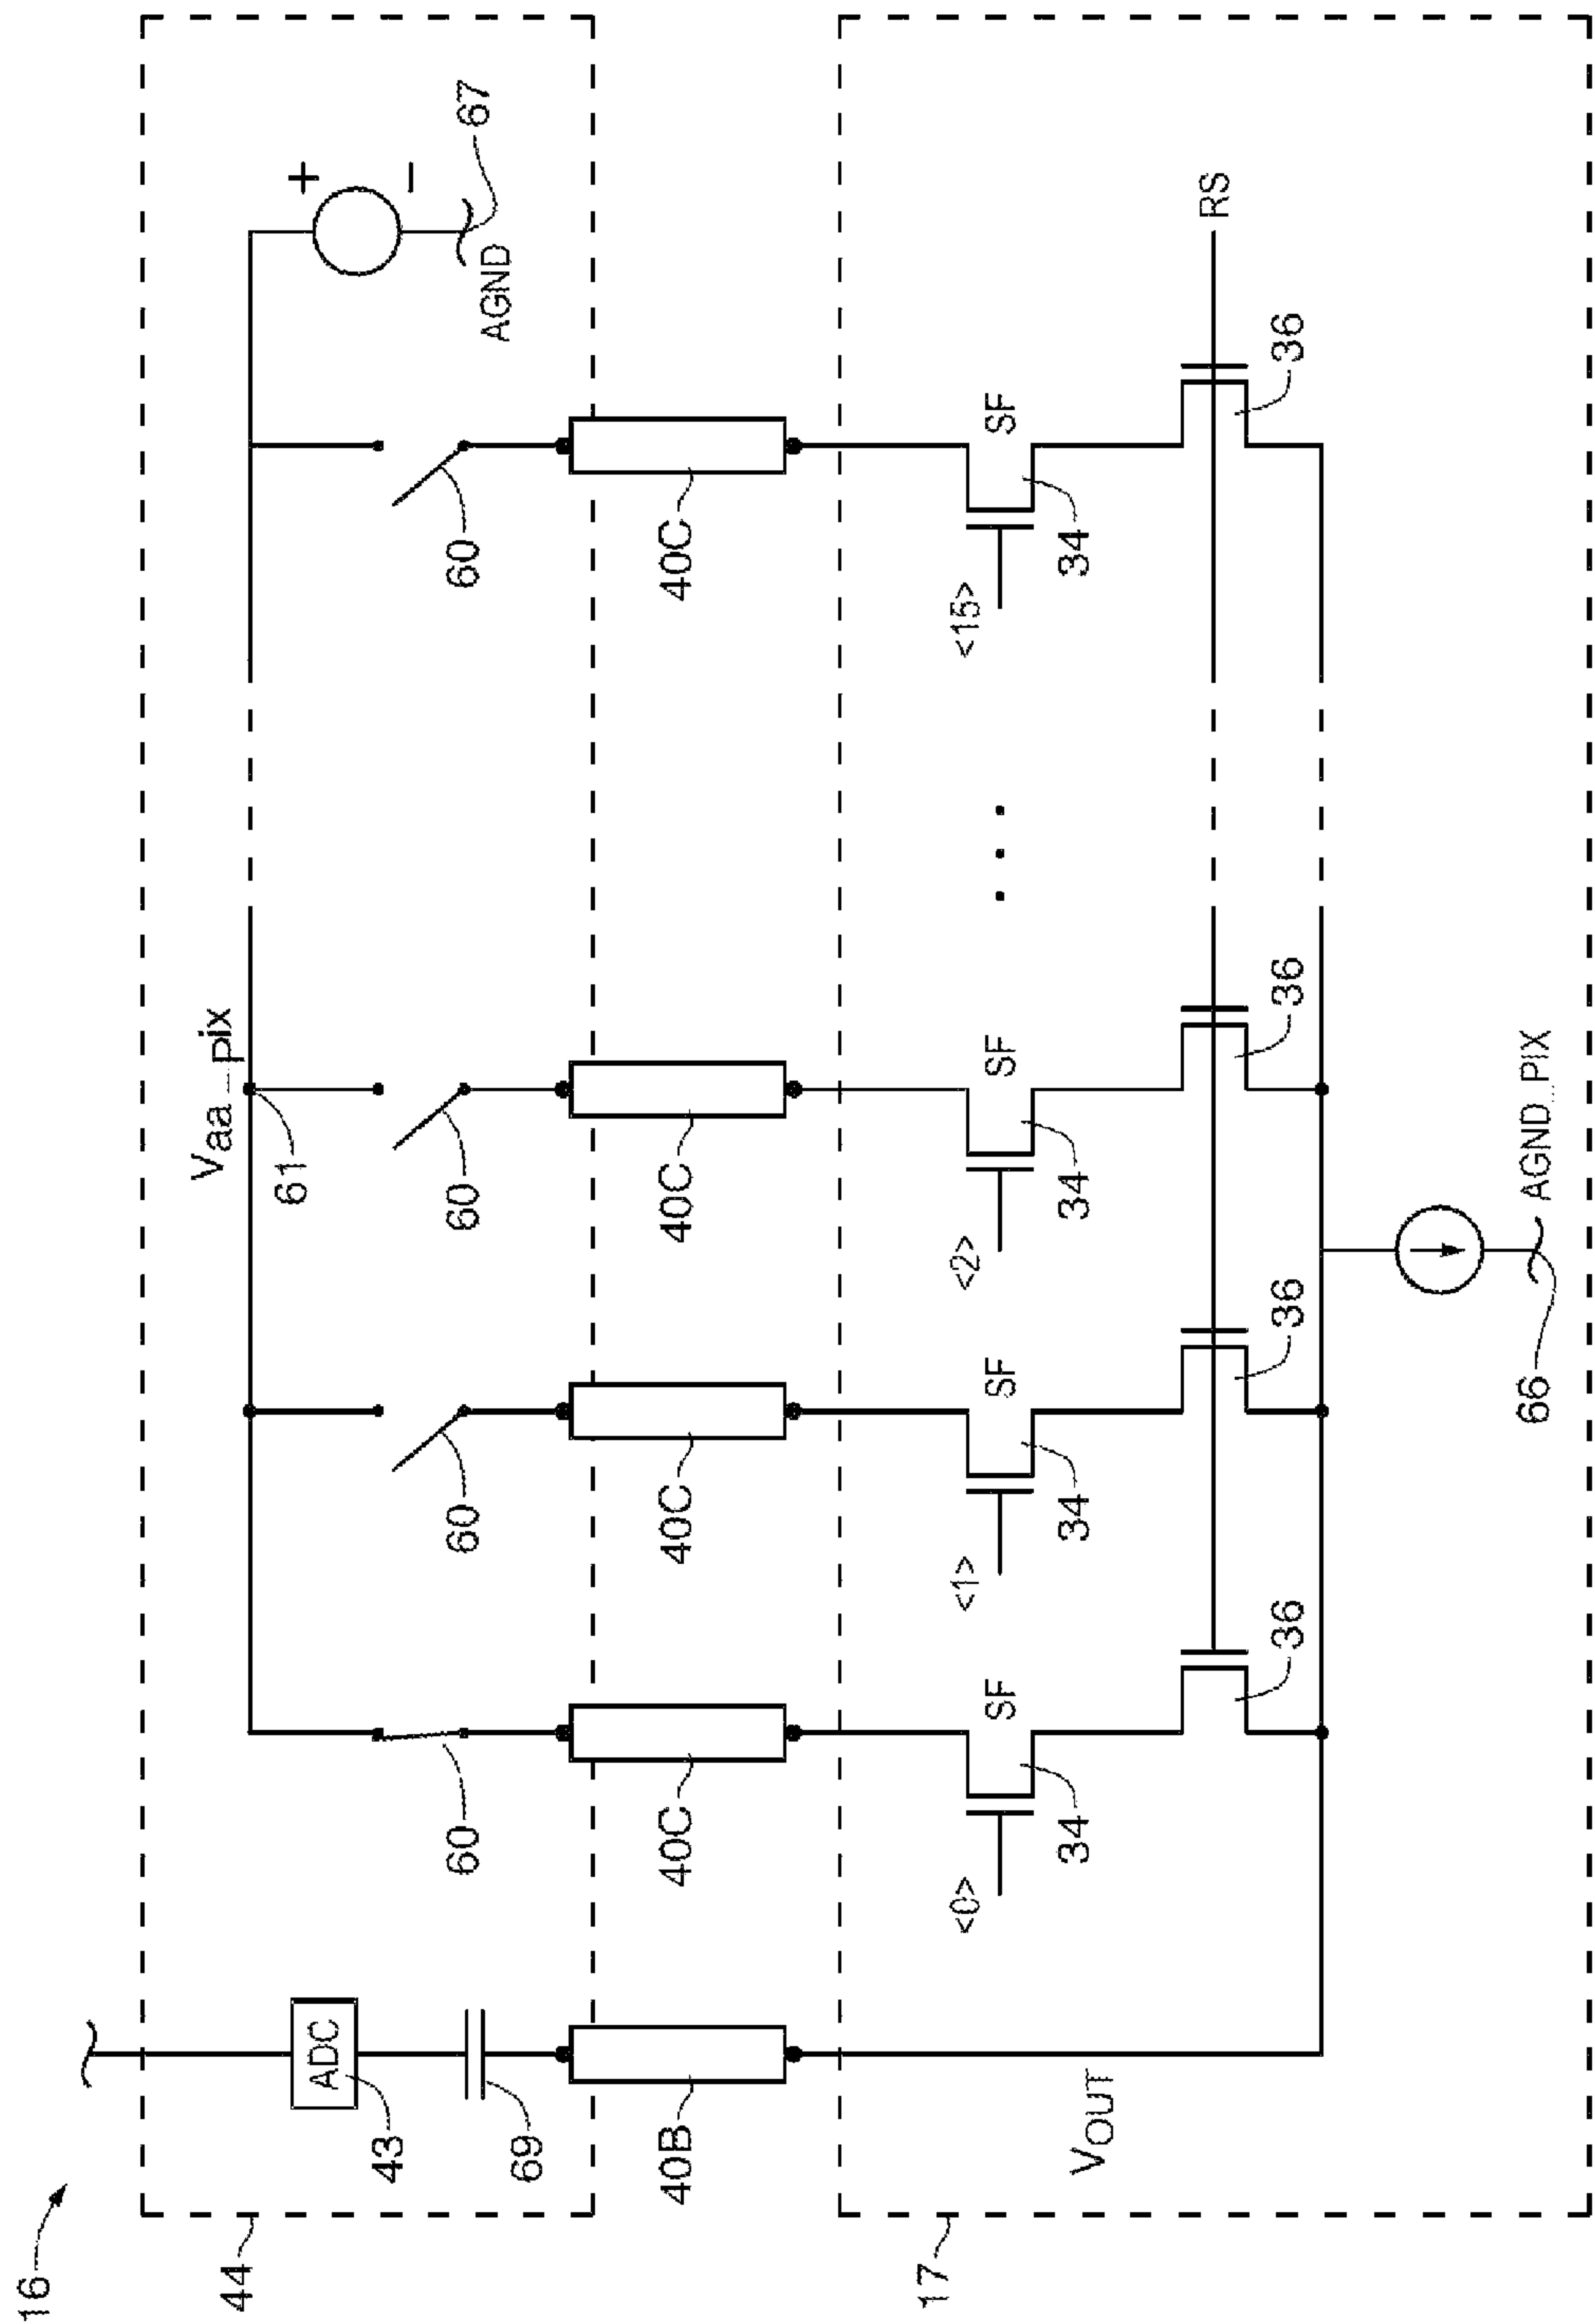 16
44
ADC
43
69
40B
Vaa_pix
61
60
60
60
60
+
−
AGND
67
40C
40C
40C
40C
17
VOUT
<0>
SF
34
<1>
SF
34
<2>
SF
34
. . .
<15>
SF
34
36
36
36
36
RS
66
AGND_PIX